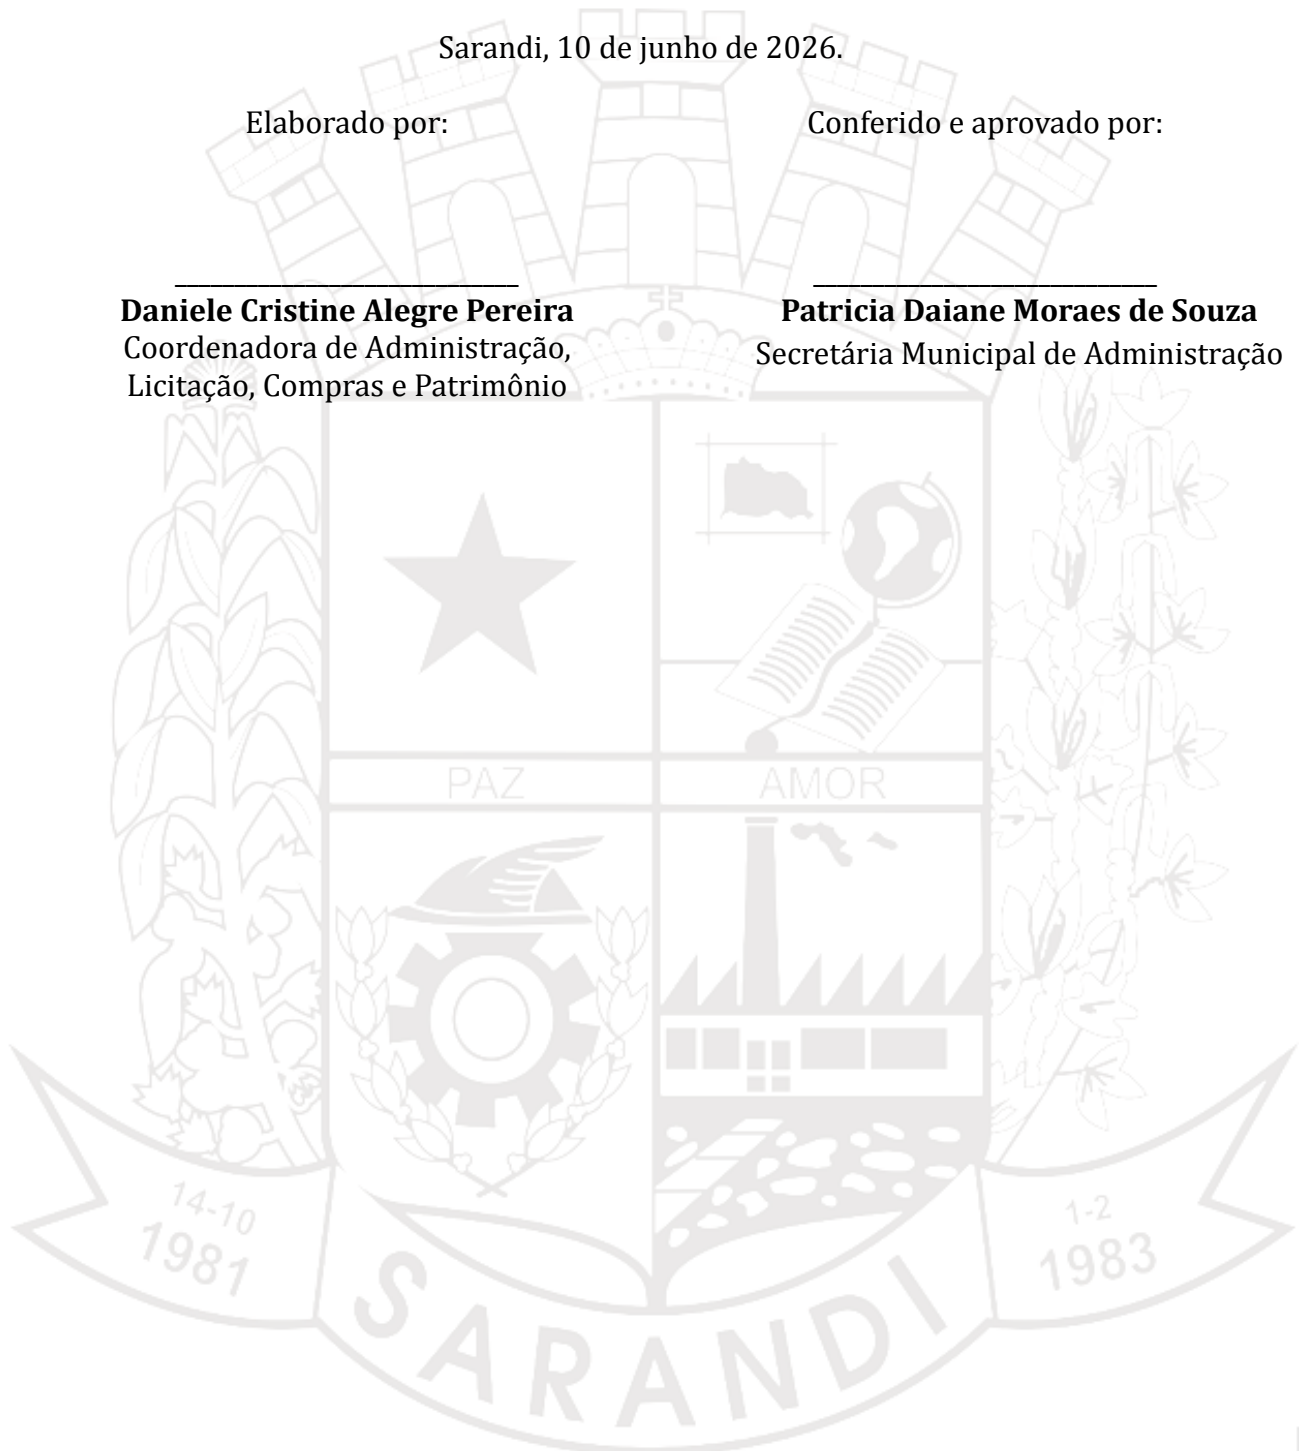 Sarandi, 10 de junho de 2026.
Elaborado por:
Conferido e aprovado por:
Daniele Cristine Alegre Pereira
Coordenadora de Administração,
Licitação, Compras e Patrimônio
Patricia Daiane Moraes de Souza
Secretária Municipal de Administração
PAZ
AMOR
14-10
1981
SARANDI
1-2
1983